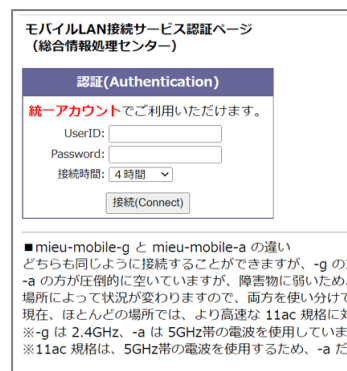 モバイルLAN接続サービス認証ページ
（総合情報処理センター）
認証(Authentication)
統一アカウントでご利用いただけます。
UserID:
Password:
接続時間: 4時間
接続(Connect)
■mieu-mobile-g と mieu-mobile-a の違い
どちらも同じように接続することができますが、-g の
-a の方が圧倒的に空いていますが、障害物に弱いため
場所によって状況が変わりますので、両方を使い分けて
現在、ほとんどの場所では、より高速な 11ac 規格に
※-g は 2.4GHz、-a は 5GHz帯の電波を使用していま
※11ac 規格は、5GHz帯の電波を使用するため、-a だ